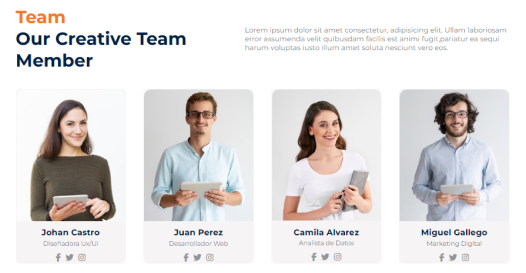 Team
Our Creative Team
Member
Lorem ipsum dolor sit amet consectetur, adipisicing elit. Ullam laboriosam
error assumenda velit quibusdam facilis est animi fugit,pariatur ea sequi
harum voluptas iusto illum amet soluta nesciunt vero eos.
Johan Castro
Diseñadora Ux/Ui
Juan Perez
Desarrollador Web
Camila Alvarez
Analista de Datos
Miguel Gallego
Marketing Digital